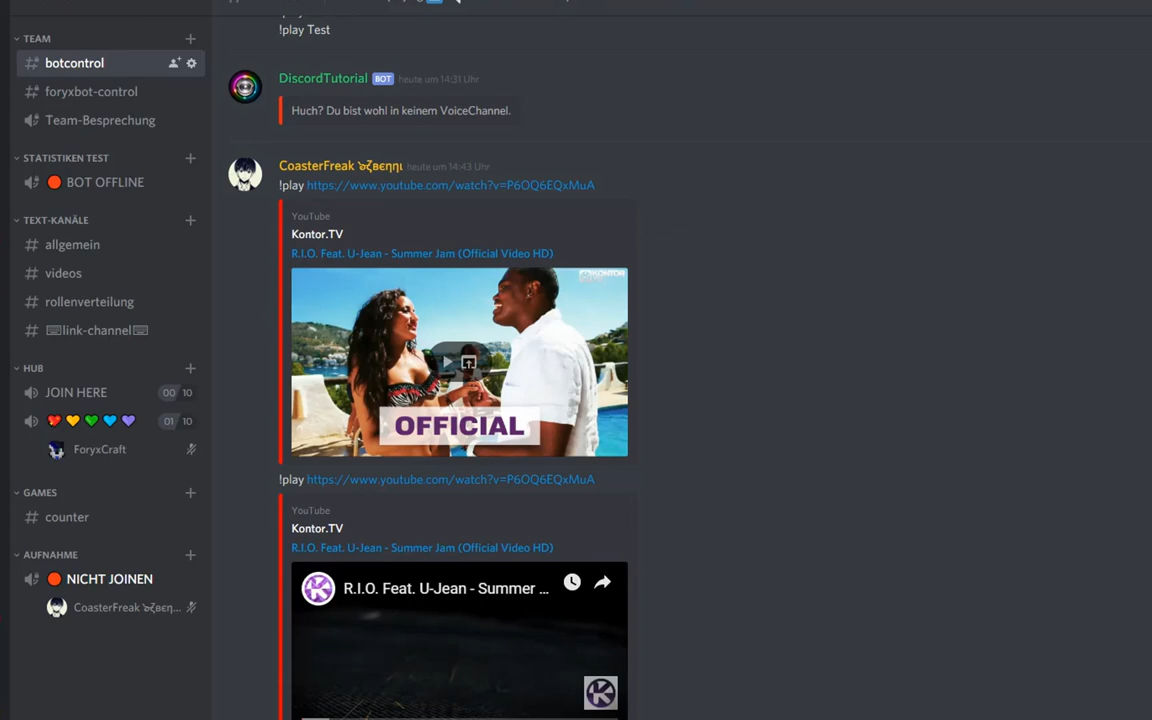 TEAM
botcontrol
foryxbot-control
Team-Besprechung
STATISTIKEN TEST
BOT OFFLINE
TEXT-KANÄLE
allgemein
videos
rollenverteilung
link-channel
HUB
JOIN HERE 00 10
01 10
ForyxCraft
GAMES
counter
AUFNAHME
NICHT JOINEN
CoasterFreak
!play Test
DiscordTutorial BOT heute um 14:31 Uhr
Huch? Du bist wohl in keinem VoiceChannel.
CoasterFreak heute um 14:43 Uhr
!play https://www.youtube.com/watch?v=P6OQ6EQxMuA
YouTube
Kontor.TV
R.I.O. Feat. U-Jean - Summer Jam (Official Video HD)
KONTOR
OFFICIAL
!play https://www.youtube.com/watch?v=P6OQ6EQxMuA
YouTube
Kontor.TV
R.I.O. Feat. U-Jean - Summer Jam (Official Video HD)
R.I.O. Feat. U-Jean - Summer ...